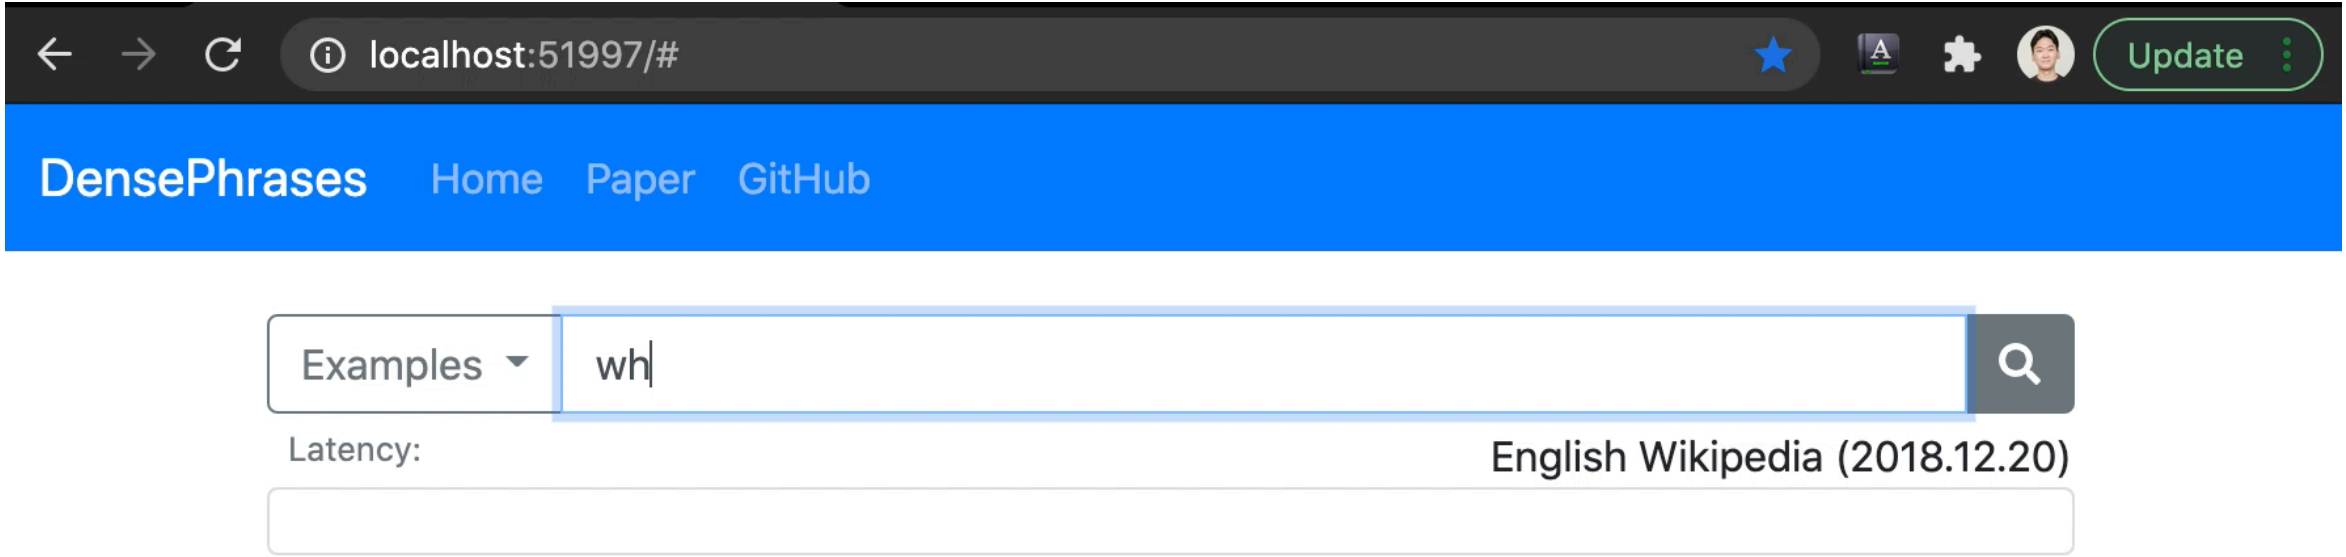 localhost:51997/#
A
Update
DensePhrases Home Paper GitHub
Examples wh
Latency:
English Wikipedia (2018.12.20)